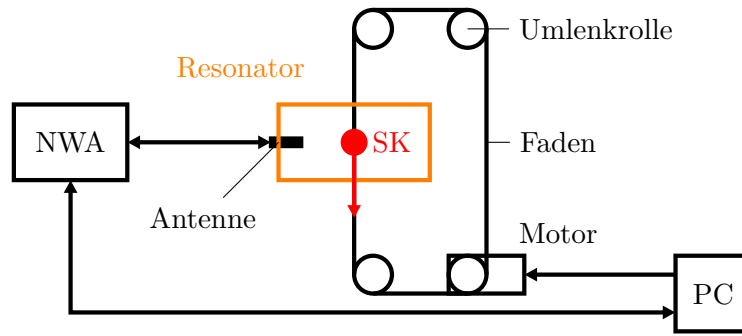 Umlenkrolle
Resonator
NWA
SK
Faden
Antenne
Motor
PC